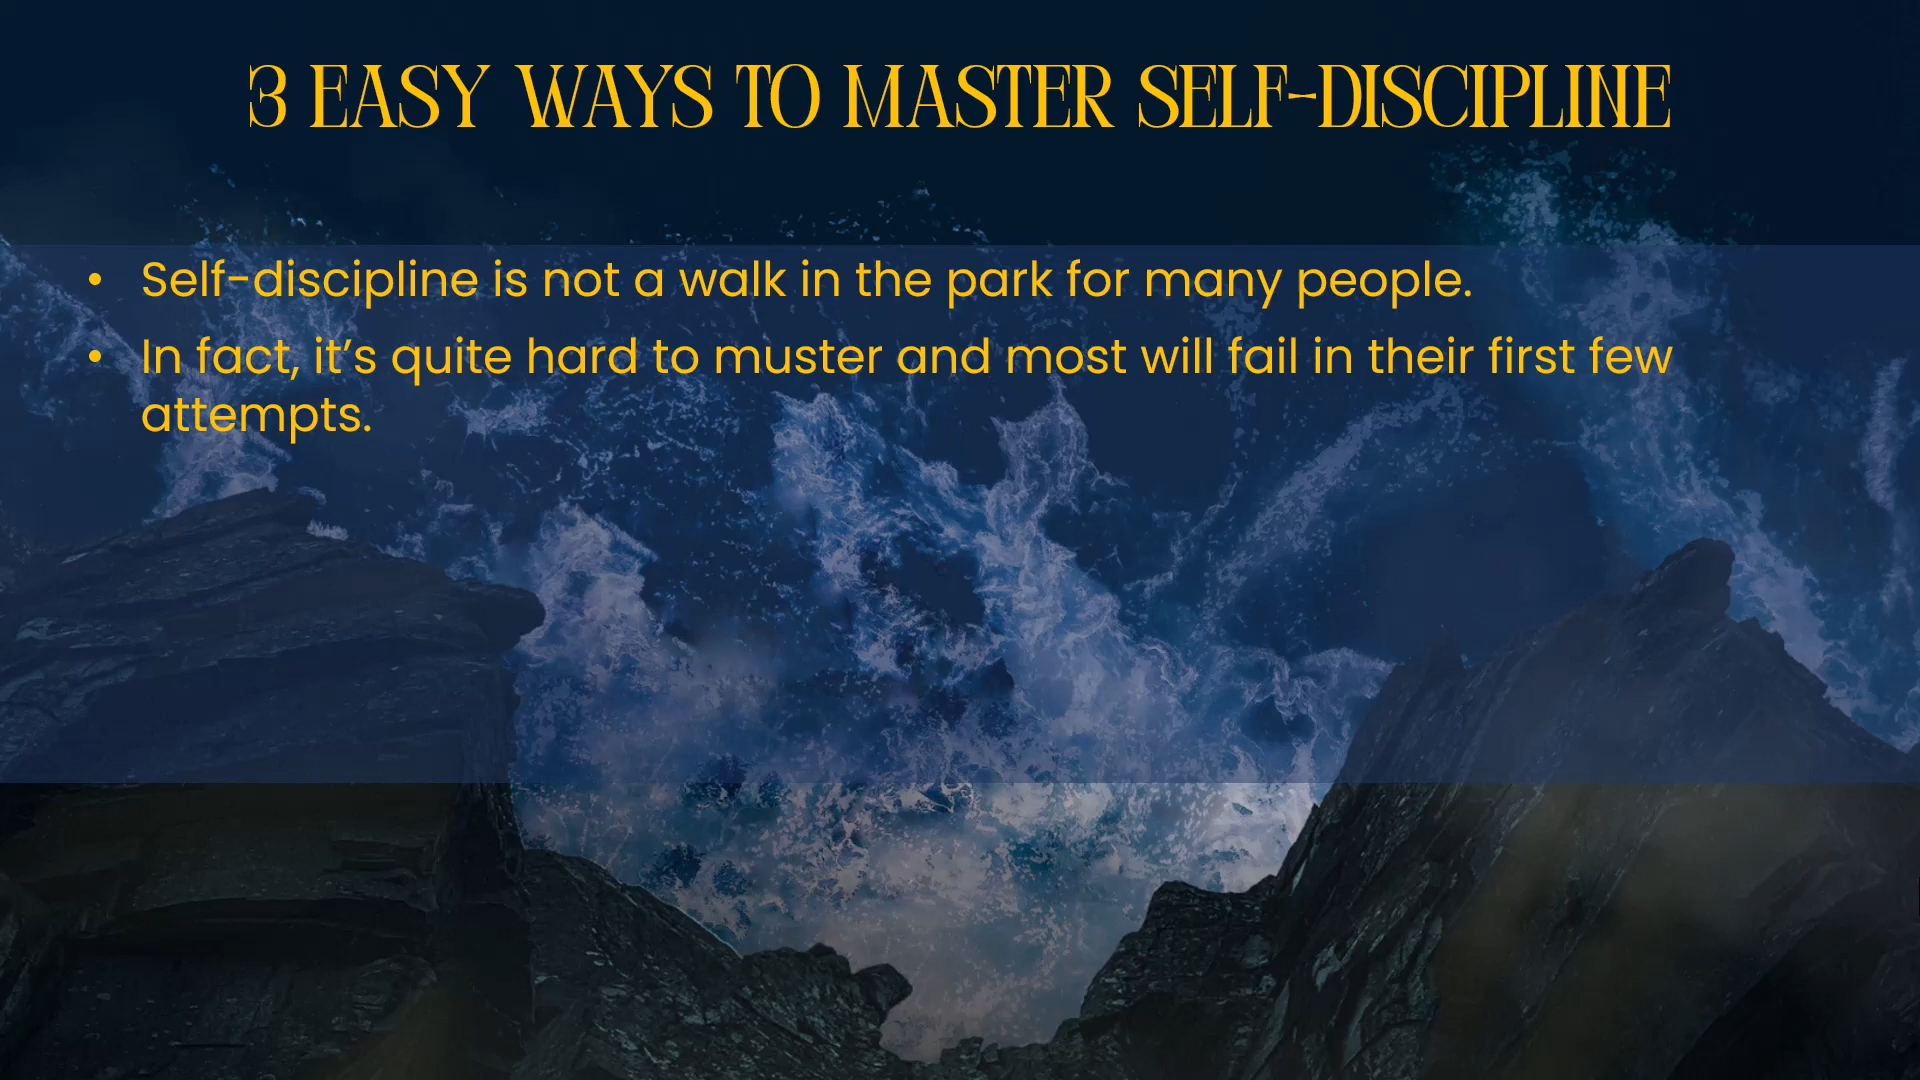 3 EASY WAYS TO MASTER SELF-DISCIPLINE
• Self-discipline is not a walk in the park for many people.
• In fact, it’s quite hard to muster and most will fail in their first few
attempts.